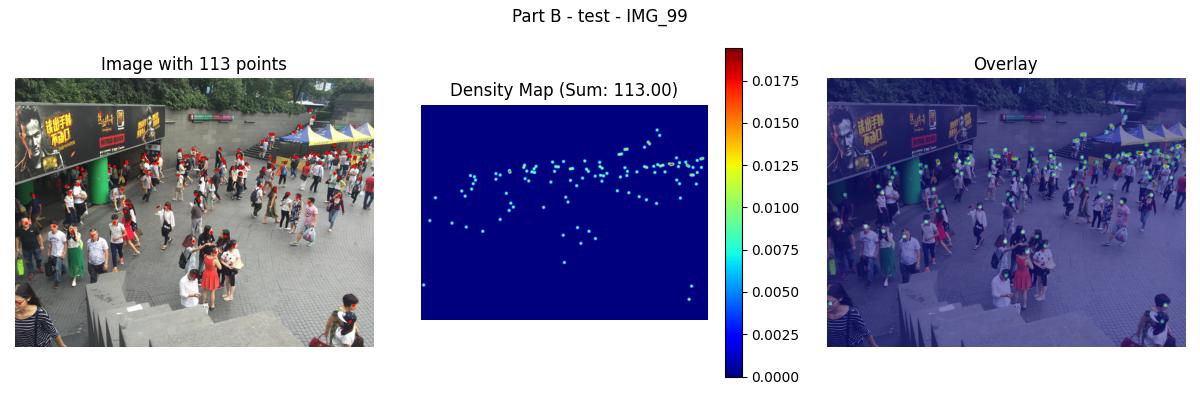 Part B - test - IMG_99
Image with 113 points
Density Map (Sum: 113.00)
Overlay
0.0175
0.0150
0.0125
0.0100
0.0075
0.0050
0.0025
0.0000